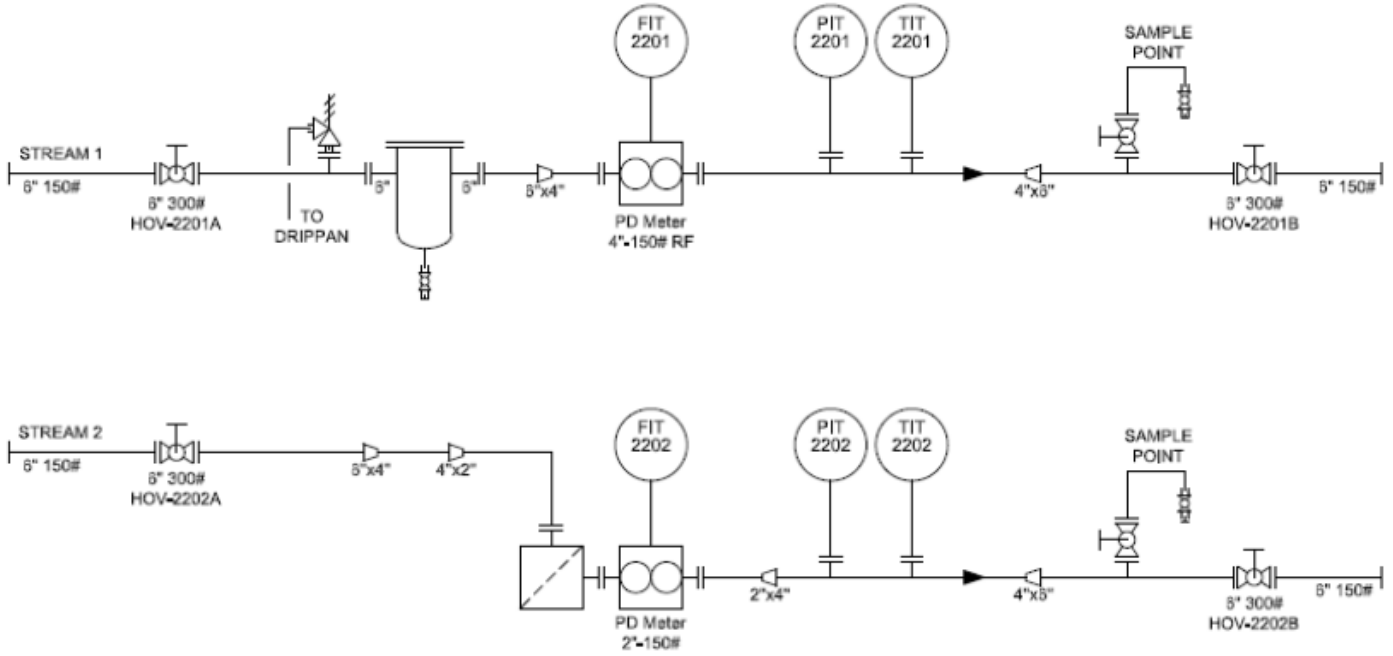 FIT
2201
PIT
2201
TIT
2201
SAMPLE
POINT
STREAM 1
6" 150#
6" 300#
HOV-2201A
TO
DRIPPAN
6"
6"
6"x4"
PD Meter
4"-150# RF
4"x6"
6" 300#
HOV-2201B
6" 150#
FIT
2202
PIT
2202
TIT
2202
SAMPLE
POINT
STREAM 2
6" 150#
6" 300#
HOV-2202A
6"x4"
4"x2"
PD Meter
2"-150#
2"x4"
4"x6"
6" 300#
HOV-2202B
6" 150#